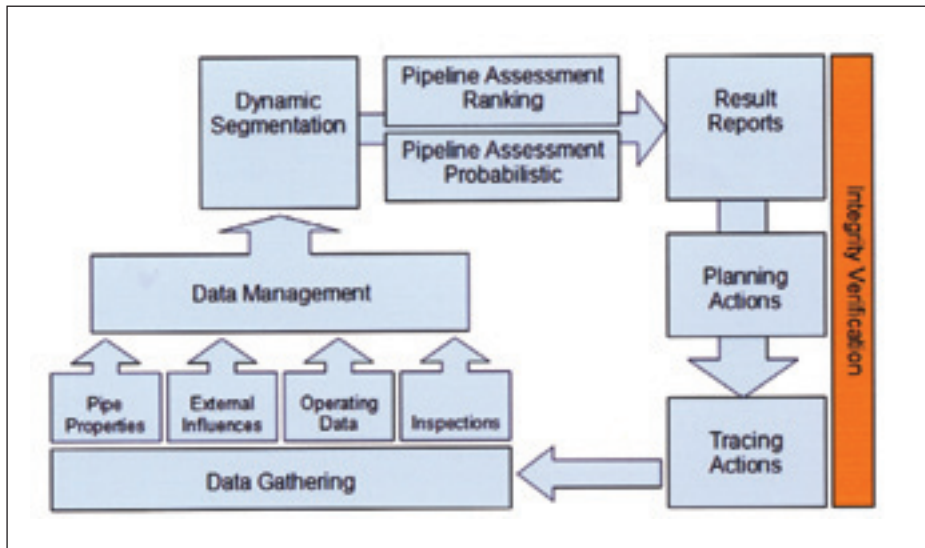 Dynamic
Segmentation
Pipeline Assessment
Ranking
Pipeline Assessment
Probabilistic
Result
Reports
Integrity Verification
Data Management
Planning
Actions
Pipe
Properties
External
Influences
Operating
Data
Inspections
Data Gathering
Tracing
Actions